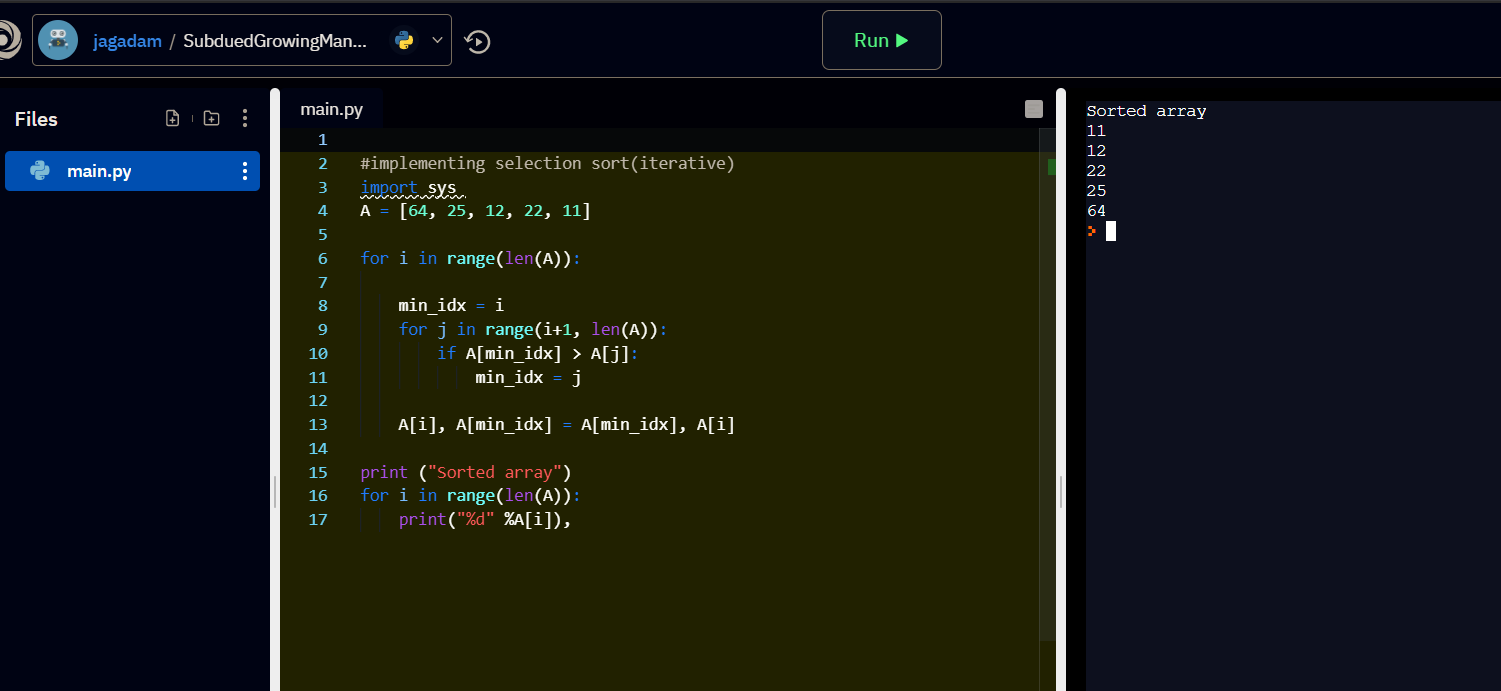 jagadam / SubduedGrowingMan...
Run
Files
main.py
main.py
1
2 #implementing selection sort(iterative)
3 import sys
4 A = [64, 25, 12, 22, 11]
5
6 for i in range(len(A)):
7
8     min_idx = i
9     for j in range(i+1, len(A)):
10         if A[min_idx] > A[j]:
11             min_idx = j
12
13     A[i], A[min_idx] = A[min_idx], A[i]
14
15 print ("Sorted array")
16 for i in range(len(A)):
17     print("%d" %A[i]),
Sorted array
11
12
22
25
64
>